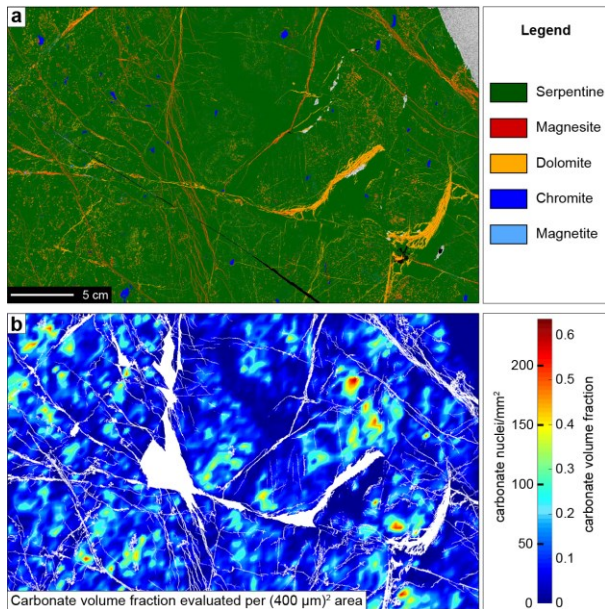 a
Legend
Serpentine
Magnesite
Dolomite
Chromite
Magnetite
5 cm
b
Carbonate volume fraction evaluated per (400 µm)² area
carbonate nuclei/mm²
200
150
100
50
0
carbonate volume fraction
0.6
0.5
0.4
0.3
0.2
0.1
0